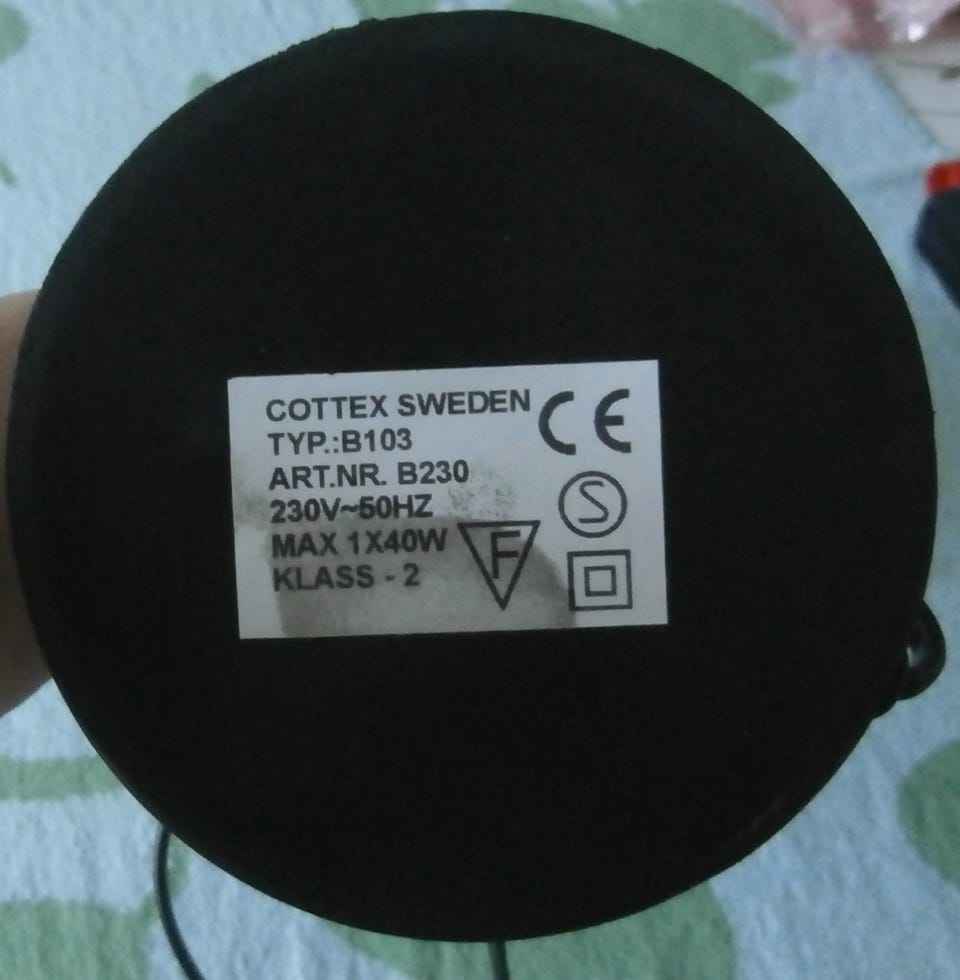 COTTEX SWEDEN CE
TYP.:B103
ART.NR. B230
230V~50HZ S
MAX 1X40W F
KLASS - 2